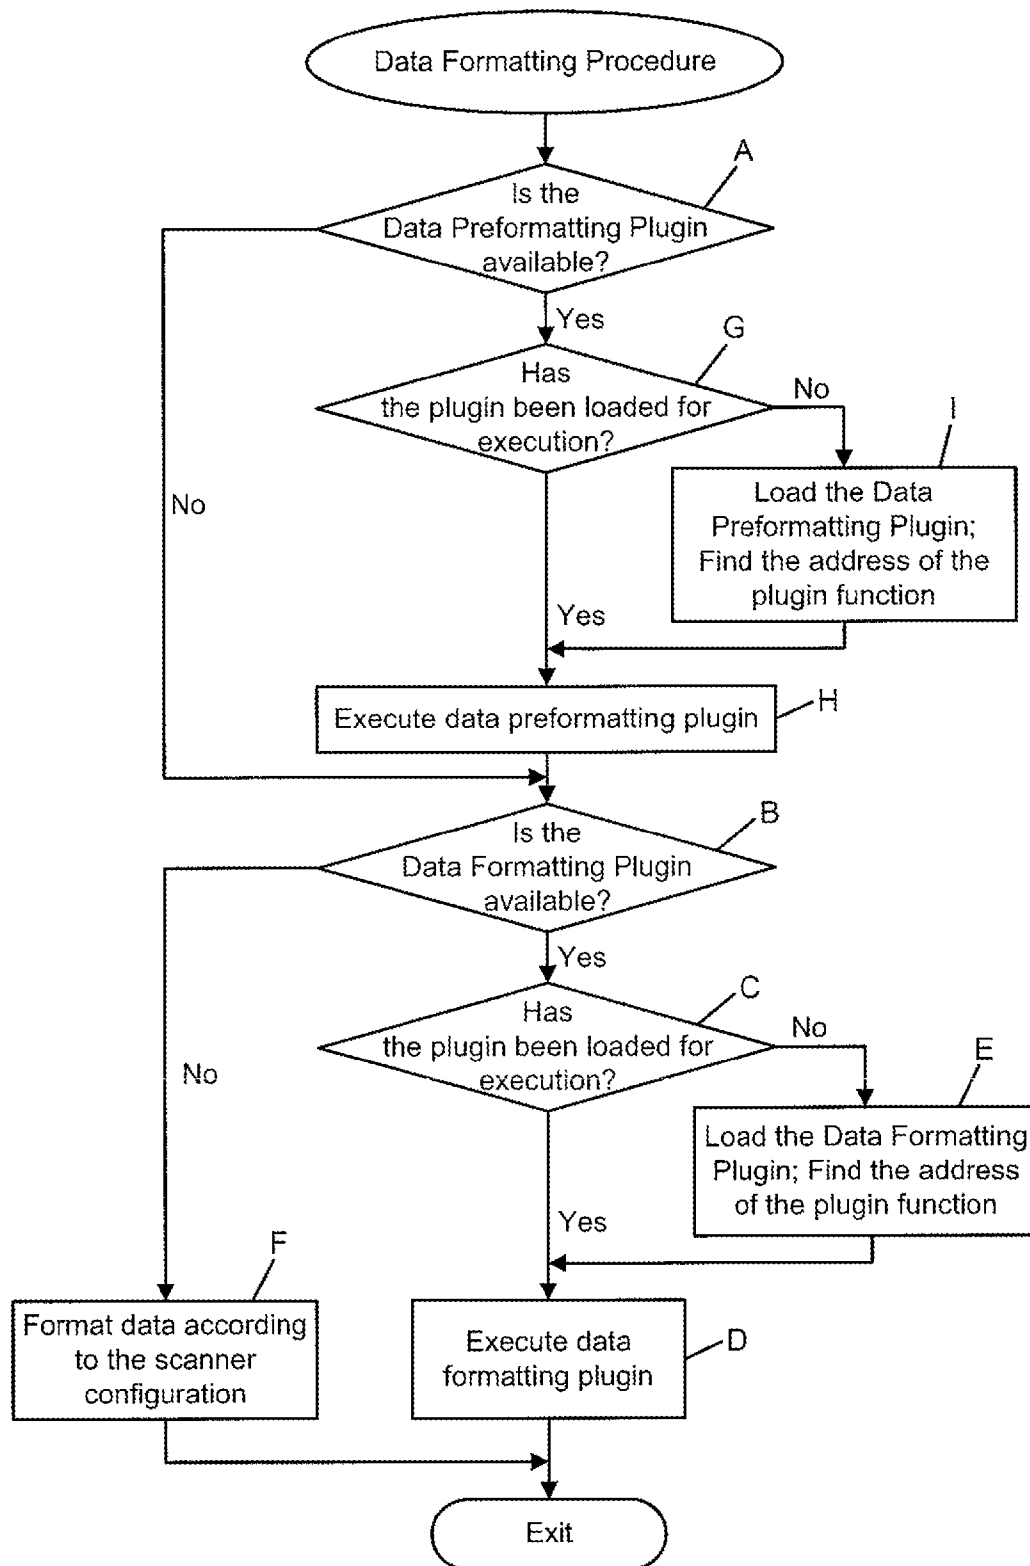 Data Formatting Procedure
A
Is the
Data Preformatting Plugin
available?
Yes
G
Has
the plugin been loaded for
execution?
No
I
No
Load the Data
Preformatting Plugin;
Find the address of the
plugin function
Yes
Execute data preformatting plugin
H
B
Is the
Data Formatting Plugin
available?
Yes
C
Has
the plugin been loaded for
execution?
No
E
No
Load the Data Formatting
Plugin; Find the address
of the plugin function
Yes
F
Format data according
to the scanner
configuration
Execute data
formatting plugin
D
Exit